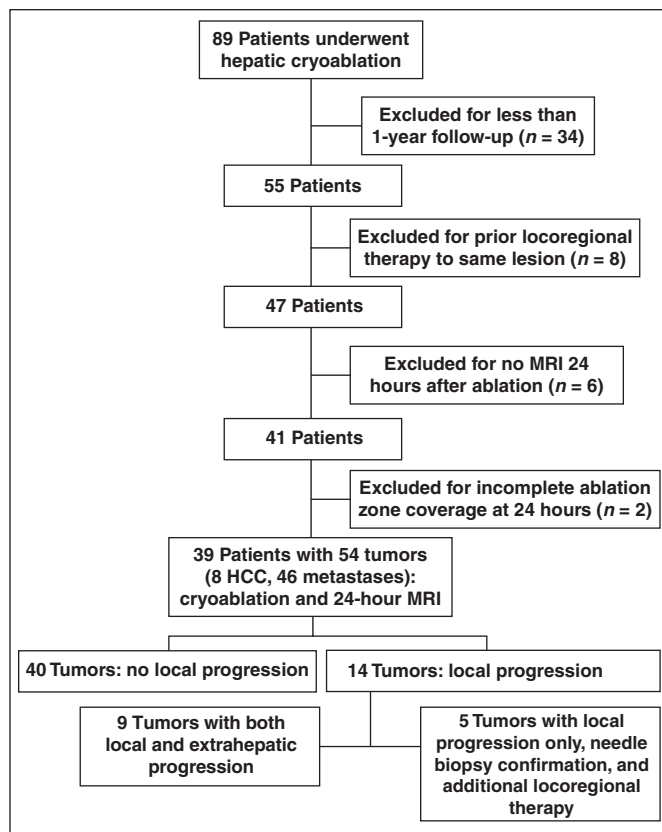 89 Patients underwent
hepatic cryoablation
Excluded for less than
1-year follow-up (n = 34)
55 Patients
Excluded for prior locoregional
therapy to same lesion (n = 8)
47 Patients
Excluded for no MRI 24
hours after ablation (n = 6)
41 Patients
Excluded for incomplete ablation
zone coverage at 24 hours (n = 2)
39 Patients with 54 tumors
(8 HCC, 46 metastases):
cryoablation and 24-hour MRI
40 Tumors: no local progression
14 Tumors: local progression
9 Tumors with both
local and extrahepatic
progression
5 Tumors with local
progression only, needle
biopsy confirmation, and
additional locoregional
therapy